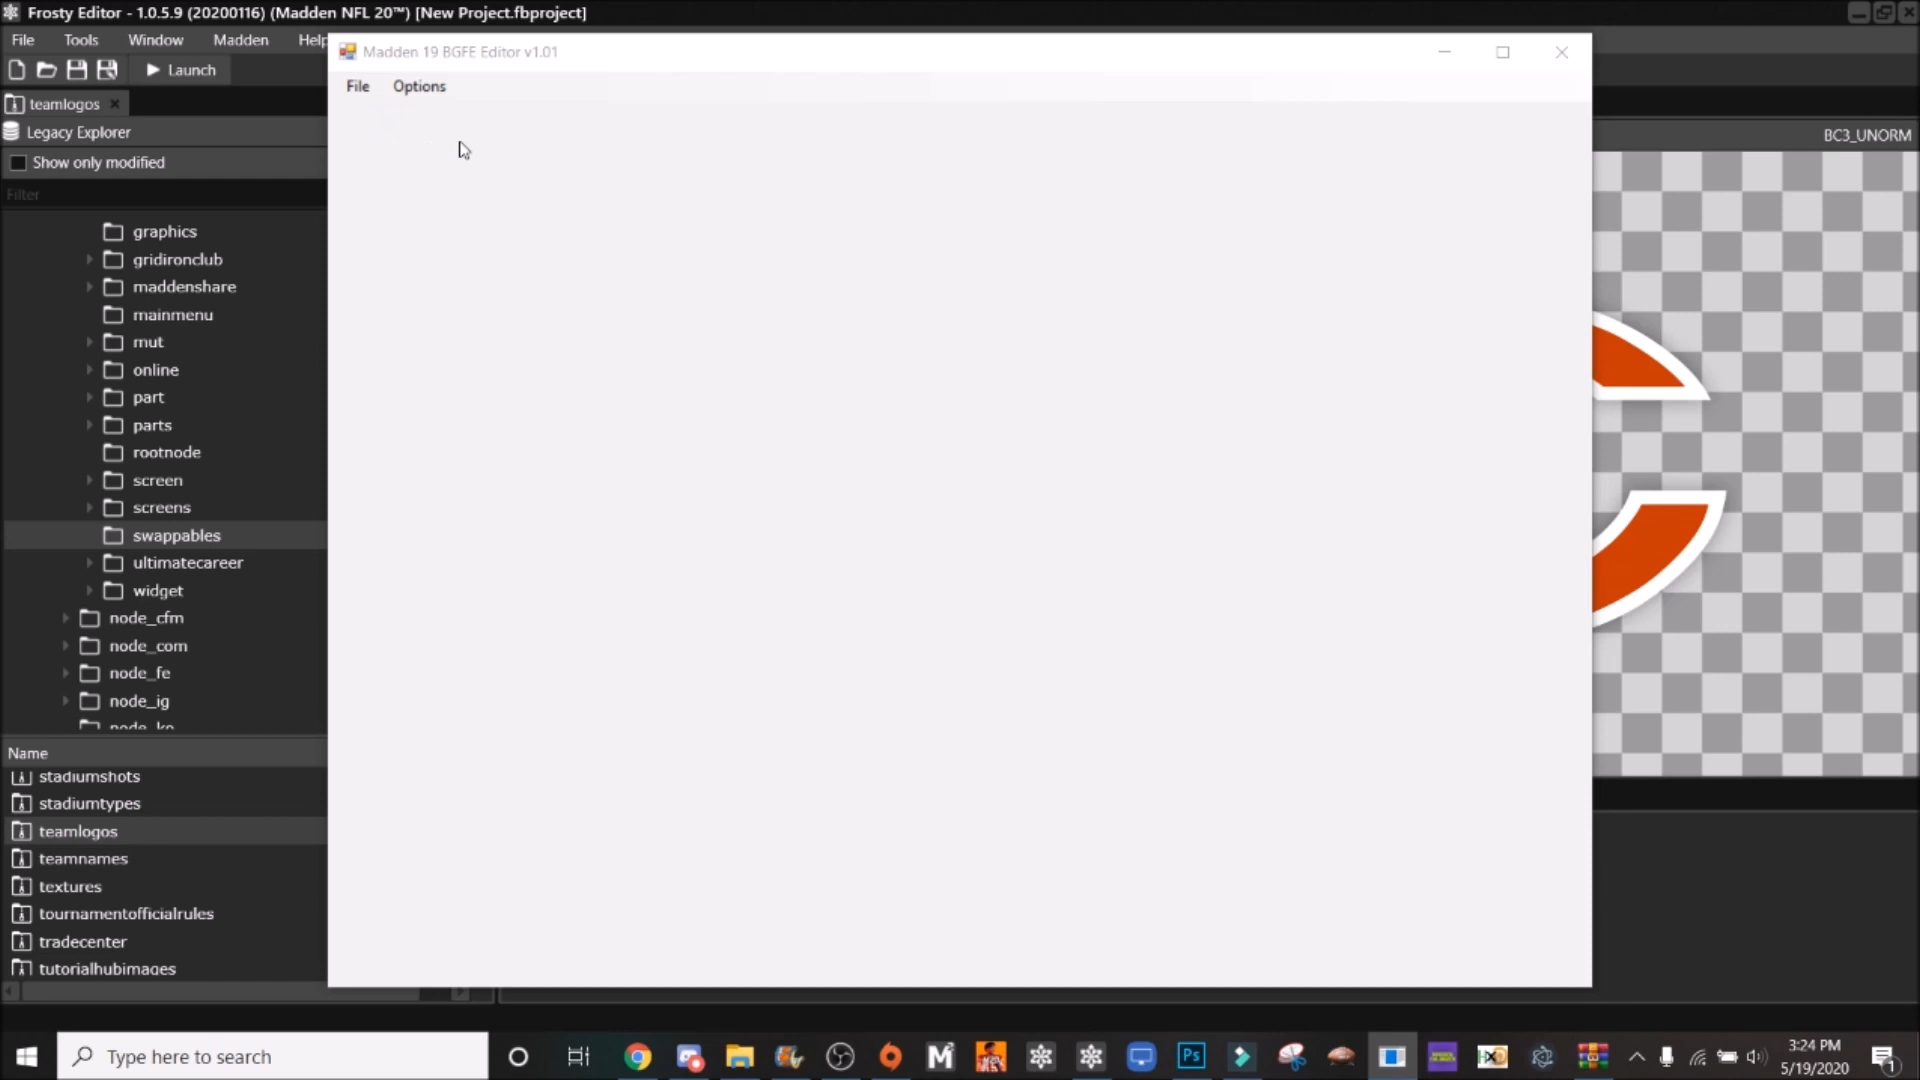 Frosty Editor - 1.0.5.9 (20200116) (Madden NFL 20™) [New Project.fbproject]
File Tools Window Madden Help
Launch
teamlogos
Legacy Explorer
Show only modified
Filter
graphics
gridironclub
maddenshare
mainmenu
mut
online
part
parts
rootnode
screen
screens
swappables
ultimatecareer
widget
node_cfm
node_com
node_fe
node_ig
Name
stadiumshots
stadiumtypes
teamlogos
teamnames
textures
tournamentofficialrules
tradecenter
tutorialhubimages
Madden 19 BGFE Editor v1.01
File Options
BC3_UNORM
Type here to search
Ps
3:24 PM
5/19/2020
1